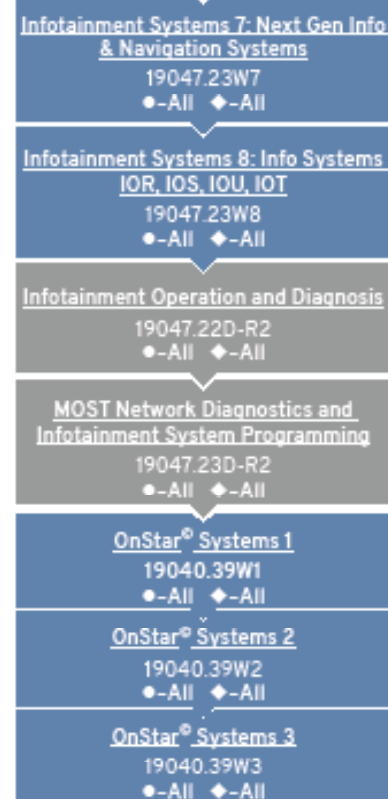 Infotainment Systems 7: Next Gen Info
& Navigation Systems
19047.23W7
●-All ◆-All
Infotainment Systems 8: Info Systems
IOR, IOS, IOU, IOT
19047.23W8
●-All ◆-All
Infotainment Operation and Diagnosis
19047.22D-R2
●-All ◆-All
MOST Network Diagnostics and
Infotainment System Programming
19047.23D-R2
●-All ◆-All
OnStar© Systems 1
19040.39W1
●-All ◆-All
OnStar© Systems 2
19040.39W2
●-All ◆-All
OnStar© Systems 3
19040.39W3
●-All ◆-All